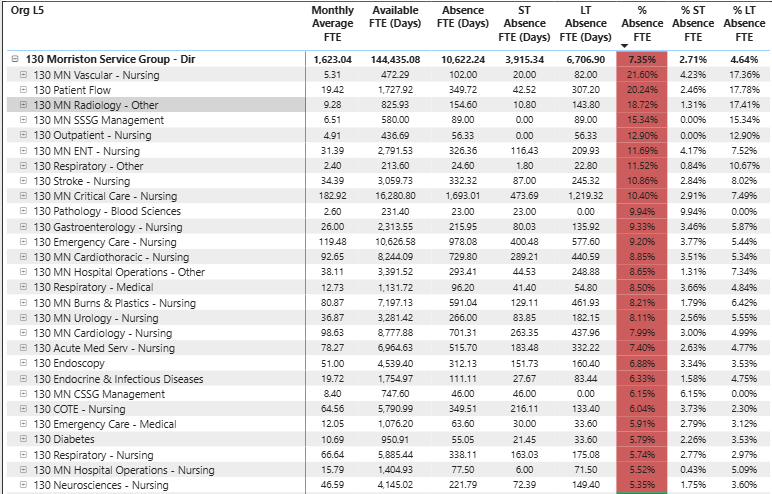 Org L5 Monthly Average FTE Available FTE (Days) Absence FTE (Days) ST Absence FTE (Days) LT Absence FTE (Days) % Absence FTE % ST Absence FTE % LT Absence FTE
130 Morriston Service Group - Dir 1,623.04 144,435.08 10,622.24 3,915.34 6,706.90 7.35% 2.71% 4.64%
130 MN Vascular - Nursing 5.31 472.29 102.00 20.00 82.00 21.60% 4.23% 17.36%
130 Patient Flow 19.42 1,727.92 349.72 42.52 307.20 20.24% 2.46% 17.78%
130 MN Radiology - Other 9.28 825.93 154.60 10.80 143.80 18.72% 1.31% 17.41%
130 MN SSSG Management 6.51 580.00 89.00 0.00 89.00 15.34% 0.00% 15.34%
130 Outpatient - Nursing 4.91 436.69 56.33 0.00 56.33 12.90% 0.00% 12.90%
130 MN ENT - Nursing 31.39 2,791.53 326.36 116.43 209.93 11.69% 4.17% 7.52%
130 Respiratory - Other 2.40 213.60 24.60 1.80 22.80 11.52% 0.84% 10.67%
130 Stroke - Nursing 34.39 3,059.73 332.32 87.00 245.32 10.86% 2.84% 8.02%
130 MN Critical Care - Nursing 182.92 16,280.80 1,693.01 473.69 1,219.32 10.40% 2.91% 7.49%
130 Pathology - Blood Sciences 2.60 231.40 23.00 23.00 0.00 9.94% 9.94% 0.00%
130 Gastroenterology - Nursing 26.00 2,313.55 215.95 80.03 135.92 9.33% 3.46% 5.87%
130 Emergency Care - Nursing 119.48 10,626.58 978.08 400.48 577.60 9.20% 3.77% 5.44%
130 MN Cardiothoracic - Nursing 92.65 8,244.09 729.80 289.21 440.59 8.85% 3.51% 5.34%
130 MN Hospital Operations - Other 38.11 3,391.52 293.41 44.53 248.88 8.65% 1.31% 7.34%
130 Respiratory - Medical 12.73 1,131.72 96.20 41.40 54.80 8.50% 3.66% 4.84%
130 MN Burns & Plastics - Nursing 80.87 7,197.13 591.04 129.11 461.93 8.21% 1.79% 6.42%
130 MN Urology - Nursing 36.87 3,281.42 266.00 83.85 182.15 8.11% 2.56% 5.55%
130 MN Cardiology - Nursing 98.63 8,777.88 701.31 263.35 437.96 7.99% 3.00% 4.99%
130 Acute Med Serv - Nursing 78.27 6,964.63 515.70 183.48 332.22 7.40% 2.63% 4.77%
130 Endoscopy 51.00 4,539.40 312.13 151.73 160.40 6.88% 3.34% 3.53%
130 Endocrine & Infectious Diseases 19.72 1,754.97 111.11 27.67 83.44 6.33% 1.58% 4.75%
130 MN CSSG Management 8.40 747.60 46.00 46.00 0.00 6.15% 6.15% 0.00%
130 COTE - Nursing 64.56 5,790.99 349.51 216.11 133.40 6.04% 3.73% 2.30%
130 Emergency Care - Medical 12.05 1,076.20 63.60 30.00 33.60 5.91% 2.79% 3.12%
130 Diabetes 10.69 950.91 55.05 21.45 33.60 5.79% 2.26% 3.53%
130 Respiratory - Nursing 66.64 5,885.44 338.11 163.03 175.08 5.74% 2.77% 2.97%
130 MN Hospital Operations - Nursing 15.79 1,404.93 77.50 6.00 71.50 5.52% 0.43% 5.09%
130 Neurosciences - Nursing 46.59 4,145.02 221.79 72.39 149.40 5.35% 1.75% 3.60%